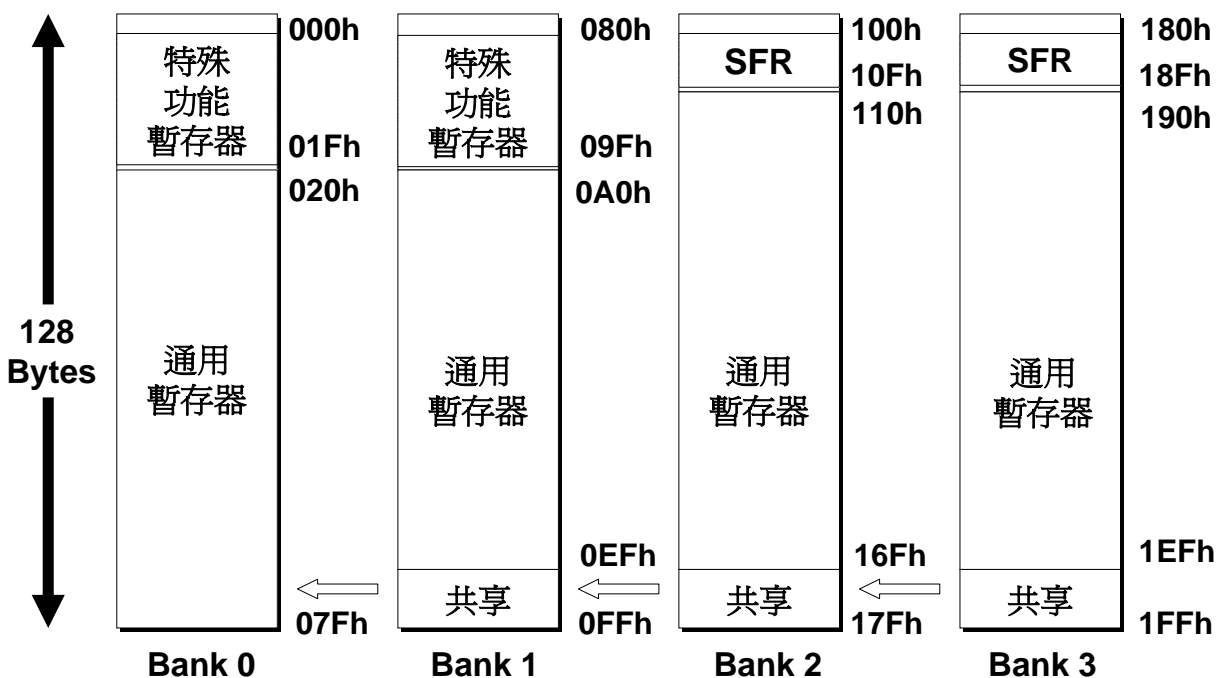 128
Bytes
特殊
功能
暫存器
通用
暫存器
000h
01Fh
020h
07Fh
Bank 0
特殊
功能
暫存器
通用
暫存器
共享
080h
09Fh
0A0h
0EFh
0FFh
Bank 1
SFR
通用
暫存器
共享
100h
10Fh
110h
16Fh
17Fh
Bank 2
SFR
通用
暫存器
共享
180h
18Fh
190h
1EFh
1FFh
Bank 3